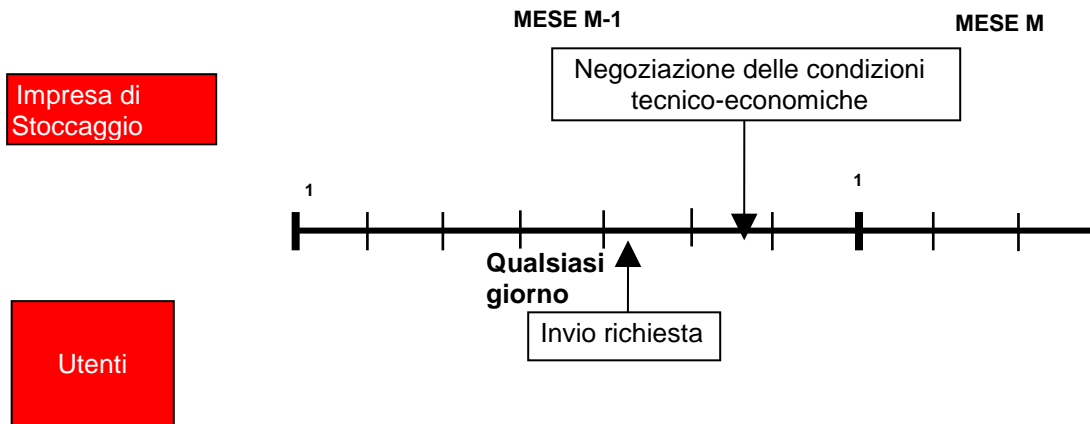 MESE M-1
MESE M
Negoziazione delle condizioni
tecnico-economiche
Impresa di
Stoccaggio
1
1
Qualsiasi
giorno
Invio richiesta
Utenti